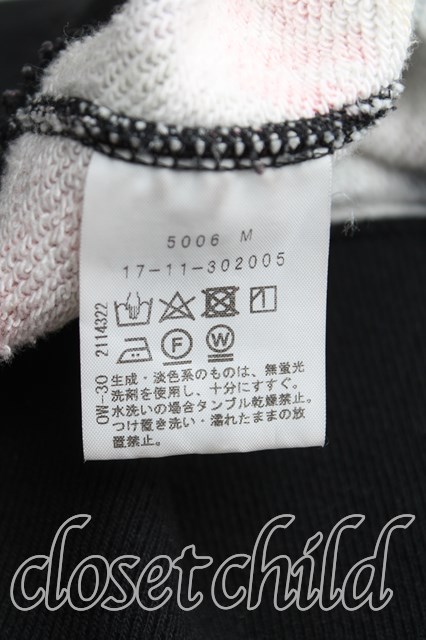 5006 M
17-11-302005
F W
OW-30 2114322
生成・淡色系のものは、無蛍光
洗剤を使用し、十分にすすぐ。
水洗いの場合タンブル乾燥禁止。
つけ置き洗い・濡れたままの放
置禁止。
closet child